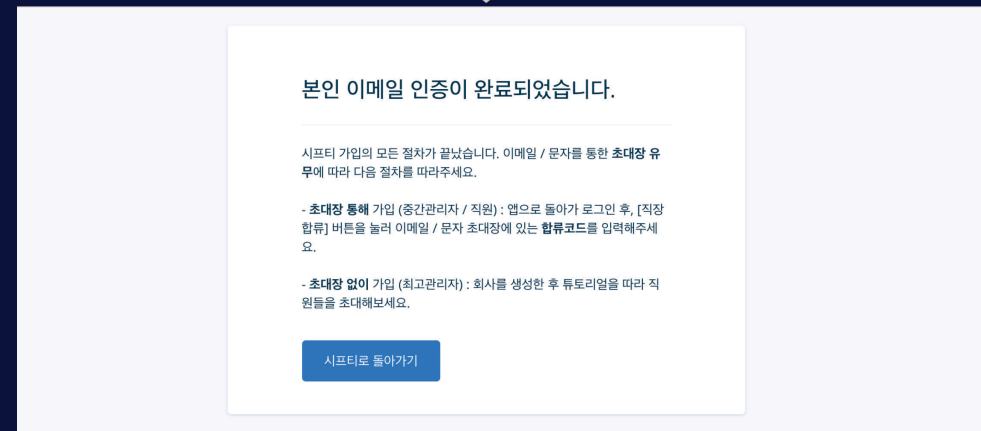 본인 이메일 인증이 완료되었습니다.
시프티 가입의 모든 절차가 끝났습니다. 이메일 / 문자를 통한 초대장 유
무에 따라 다음 절차를 따라주세요.
- 초대장 통해 가입 (중간관리자 / 직원) : 앱으로 돌아가 로그인 후, [직장
합류] 버튼을 눌러 이메일 / 문자 초대장에 있는 합류코드를 입력해주세
요.
- 초대장 없이 가입 (최고관리자) : 회사를 생성한 후 튜토리얼을 따라 직
원들을 초대해보세요.
시프티로 돌아가기